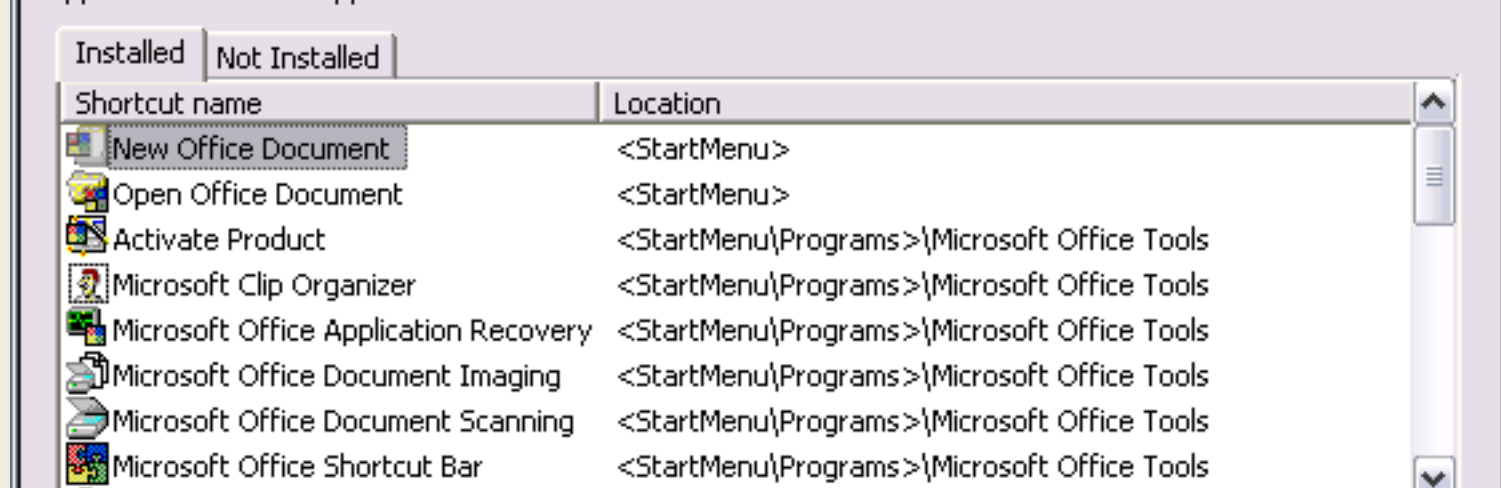 Installed Not Installed
Shortcut name Location
New Office Document <StartMenu>
Open Office Document <StartMenu>
Activate Product <StartMenu\Programs>\Microsoft Office Tools
Microsoft Clip Organizer <StartMenu\Programs>\Microsoft Office Tools
Microsoft Office Application Recovery <StartMenu\Programs>\Microsoft Office Tools
Microsoft Office Document Imaging <StartMenu\Programs>\Microsoft Office Tools
Microsoft Office Document Scanning <StartMenu\Programs>\Microsoft Office Tools
Microsoft Office Shortcut Bar <StartMenu\Programs>\Microsoft Office Tools